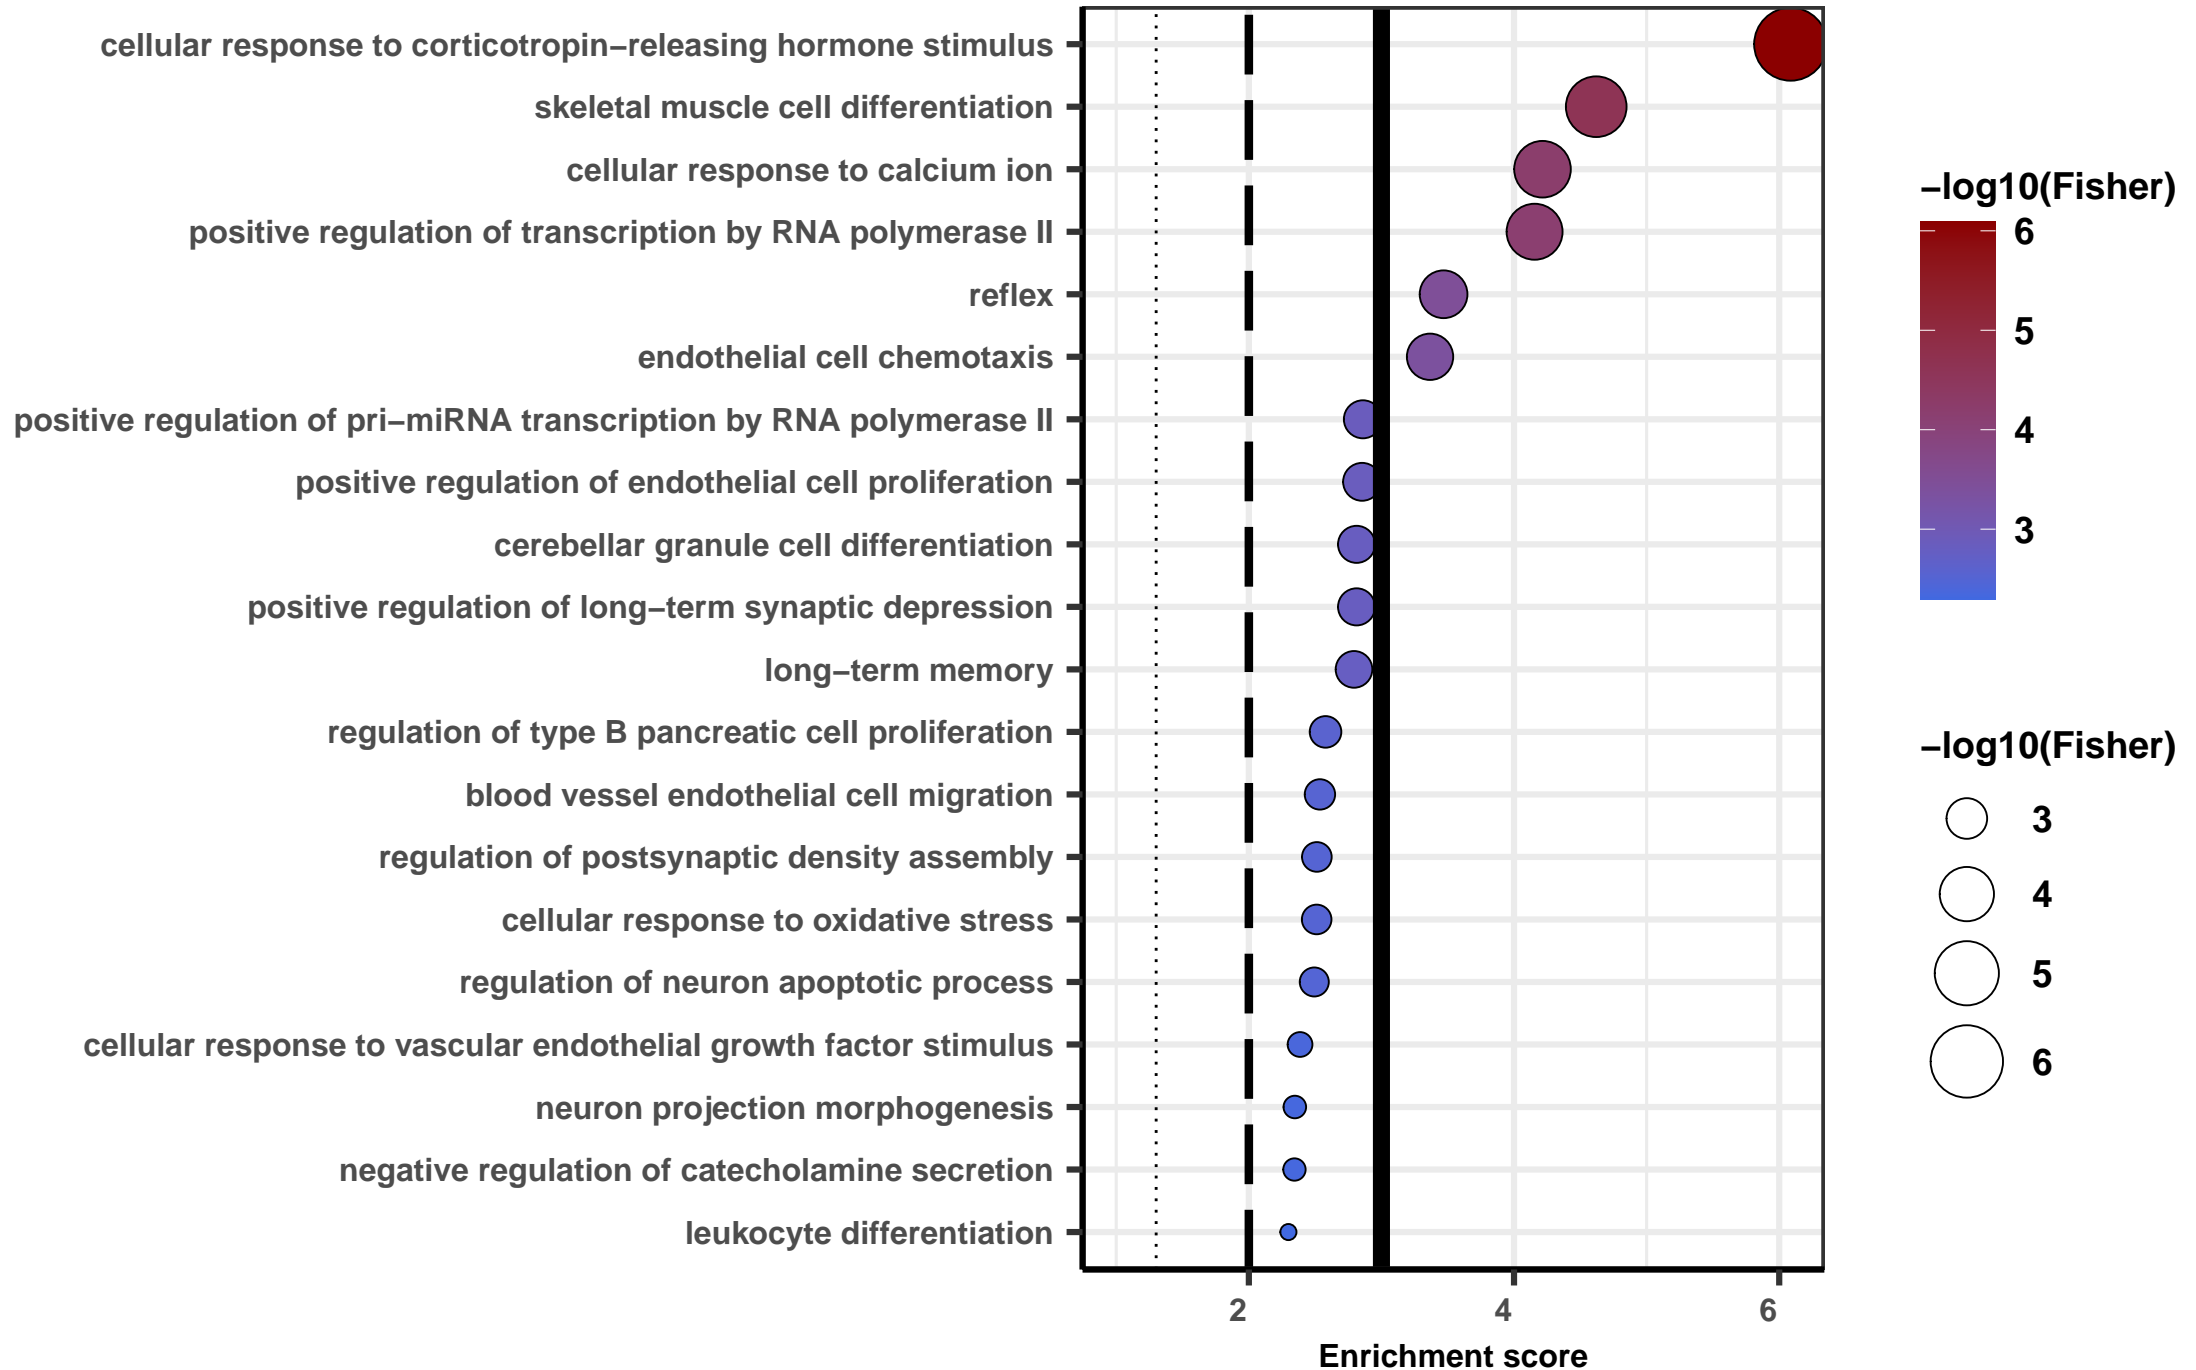 cellular response to corticotropin−releasing hormone stimulus
skeletal muscle cell differentiation
cellular response to calcium ion
positive regulation of transcription by RNA polymerase II
reflex
endothelial cell chemotaxis
positive regulation of pri−miRNA transcription by RNA polymerase II
positive regulation of endothelial cell proliferation
cerebellar granule cell differentiation
positive regulation of long−term synaptic depression
long−term memory
regulation of type B pancreatic cell proliferation
blood vessel endothelial cell migration
regulation of postsynaptic density assembly
cellular response to oxidative stress
regulation of neuron apoptotic process
cellular response to vascular endothelial growth factor stimulus
neuron projection morphogenesis
negative regulation of catecholamine secretion
leukocyte differentiation
2 4 6
Enrichment score
−log10(Fisher)
6
5
4
3
−log10(Fisher)
3
4
5
6